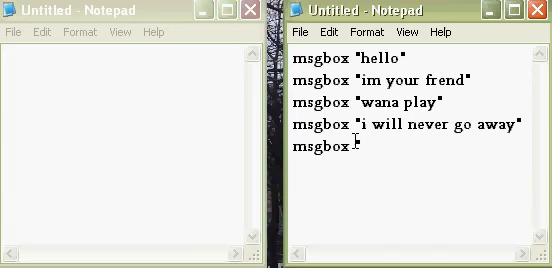 Untitled - Notepad
File Edit Format View Help
Untitled - Notepad
File Edit Format View Help
msgbox "hello"
msgbox "im your frend"
msgbox "wana play"
msgbox "i will never go away"
msgbox "